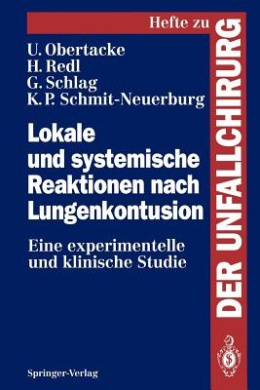 Hefte zu
DER UNFALLCHIRURG
U. Obertacke
H. Redl
G. Schlag
K. P. Schmit-Neuerburg
Lokale
und systemische
Reaktionen nach
Lungenkontusion
Eine experimentelle
und klinische Studie
Springer-Verlag